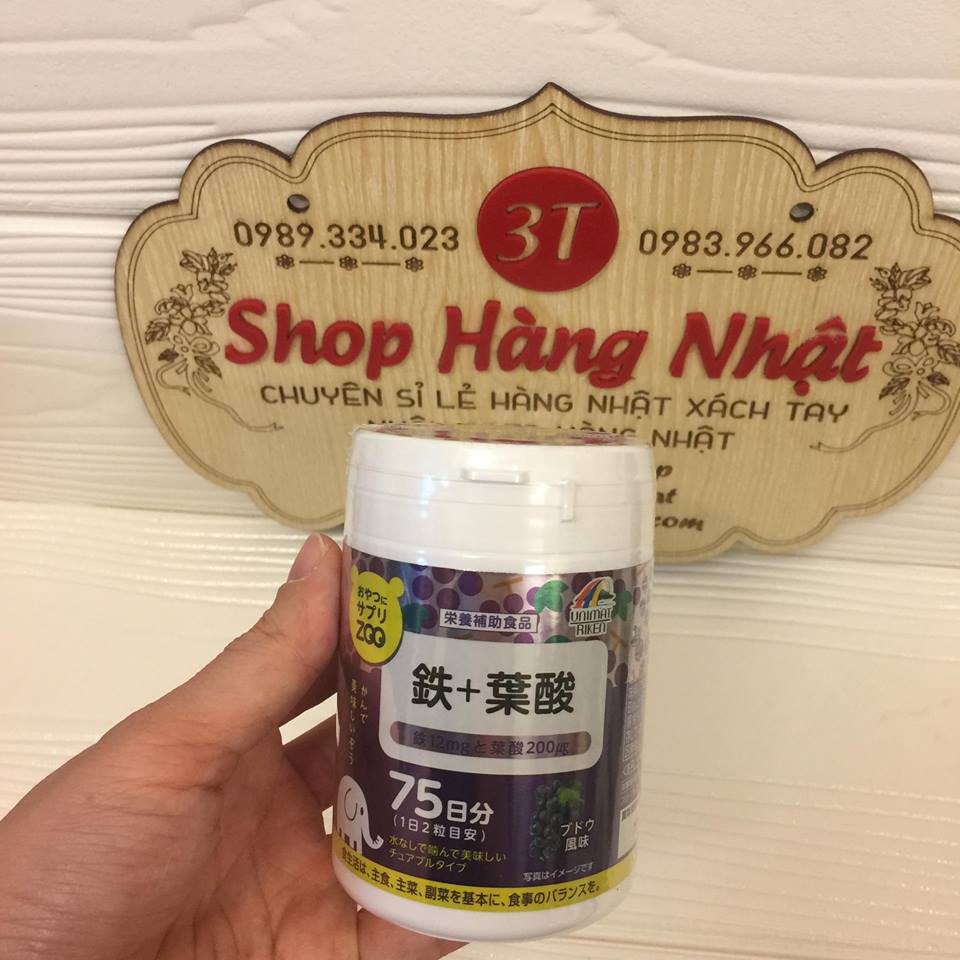 3T
0989.334.023
0983.966.082
Shop Hàng Nhật
CHUYÊN SỈ LẺ HÀNG NHẬT XÁCH TAY
HÀNG NHẬT
.com
おやつに
サプリ
ZOO
栄養補助食品
UNIMAT
RIKEN
鉄+葉酸
鉄12mgと葉酸200μg
かんで
美味しいぞう
75日分
(1日2粒目安)
水なしで噛んで美味しい
チュアブルタイプ
ブドウ
風味
写真はイメージです
食生活は、主食、主菜、副菜を基本に、食事のバランスを。